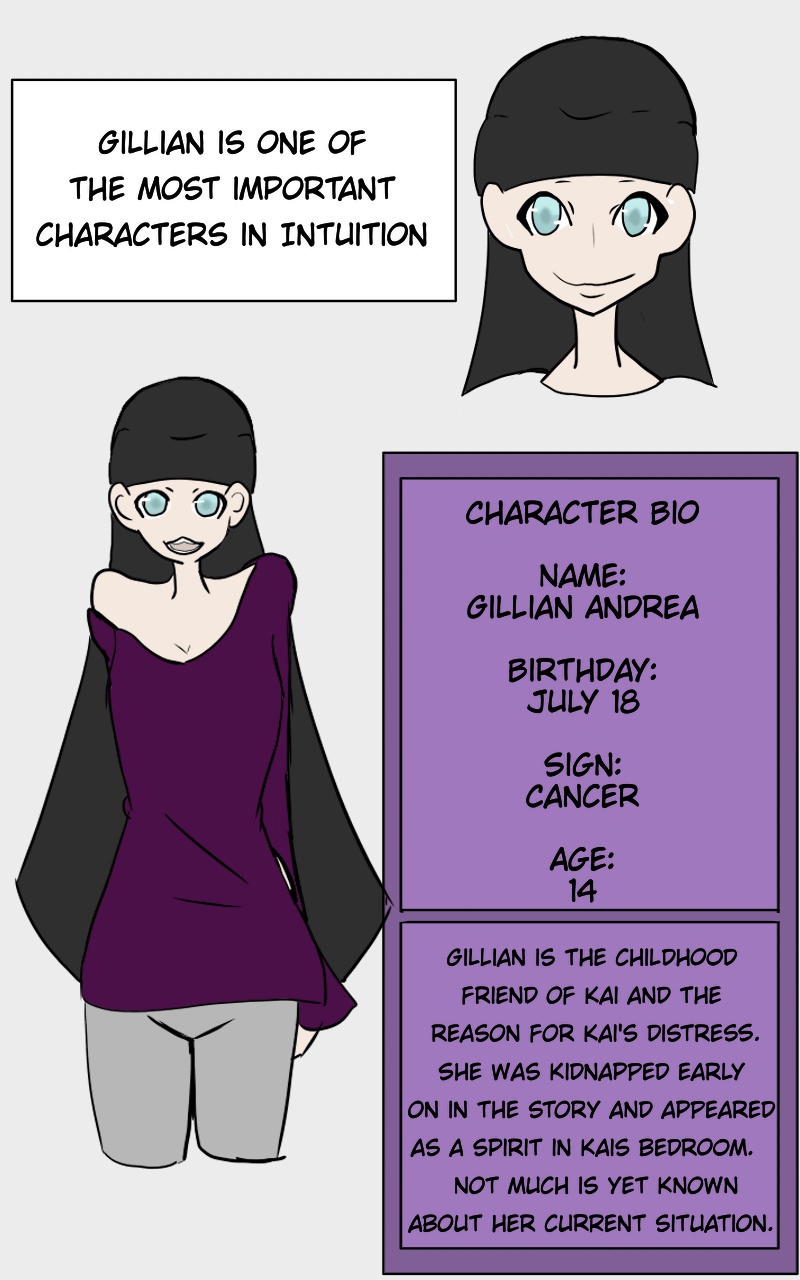 GILLIAN IS ONE OF
THE MOST IMPORTANT
CHARACTERS IN INTUITION
CHARACTER BIO
NAME:
GILLIAN ANDREA
BIRTHDAY:
JULY 18
SIGN:
CANCER
AGE:
14
GILLIAN IS THE CHILDHOOD
FRIEND OF KAI AND THE
REASON FOR KAI'S DISTRESS.
SHE WAS KIDNAPPED EARLY
ON IN THE STORY AND APPEARED
AS A SPIRIT IN KAIS BEDROOM.
NOT MUCH IS YET KNOWN
ABOUT HER CURRENT SITUATION.